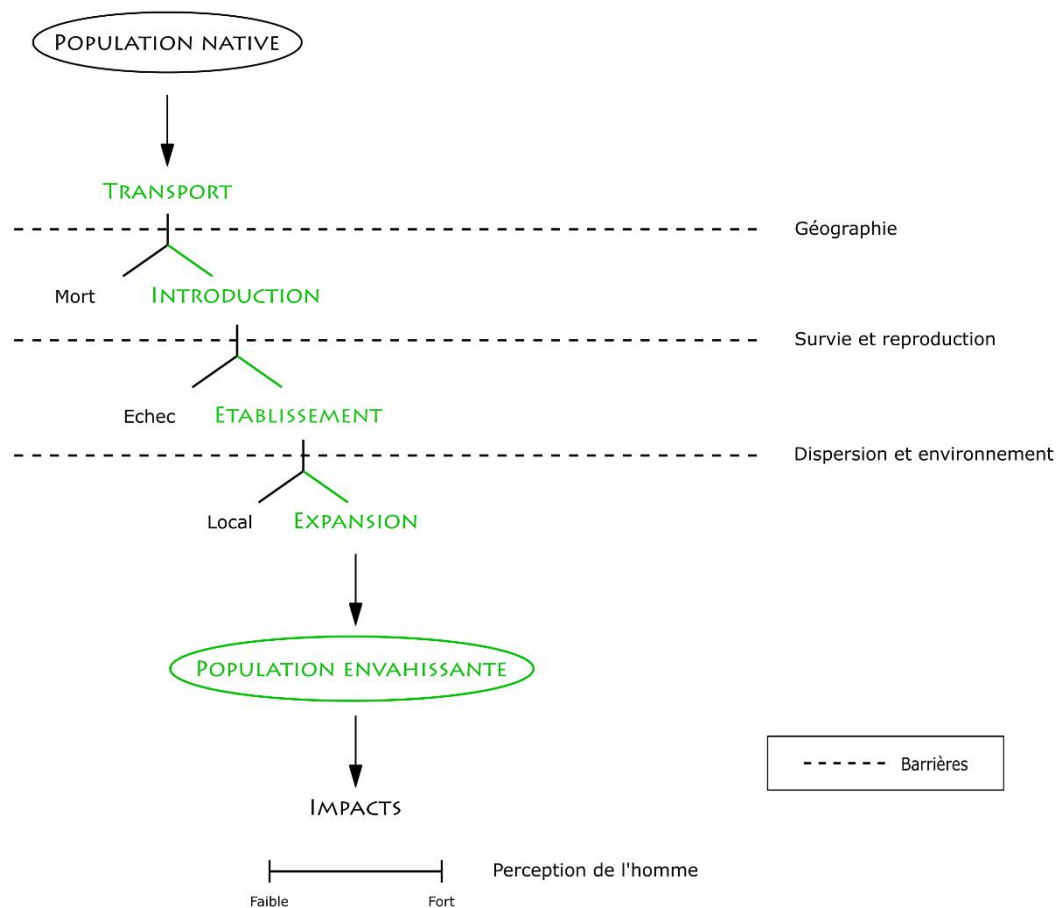 POPULATION NATIVE
TRANSPORT
Géographie
Mort
INTRODUCTION
Survie et reproduction
Echec
ETABLISSEMENT
Dispersion et environnement
Local
EXPANSION
POPULATION ENVAHISSANTE
Barrières
IMPACTS
Perception de l'homme
Faible
Fort